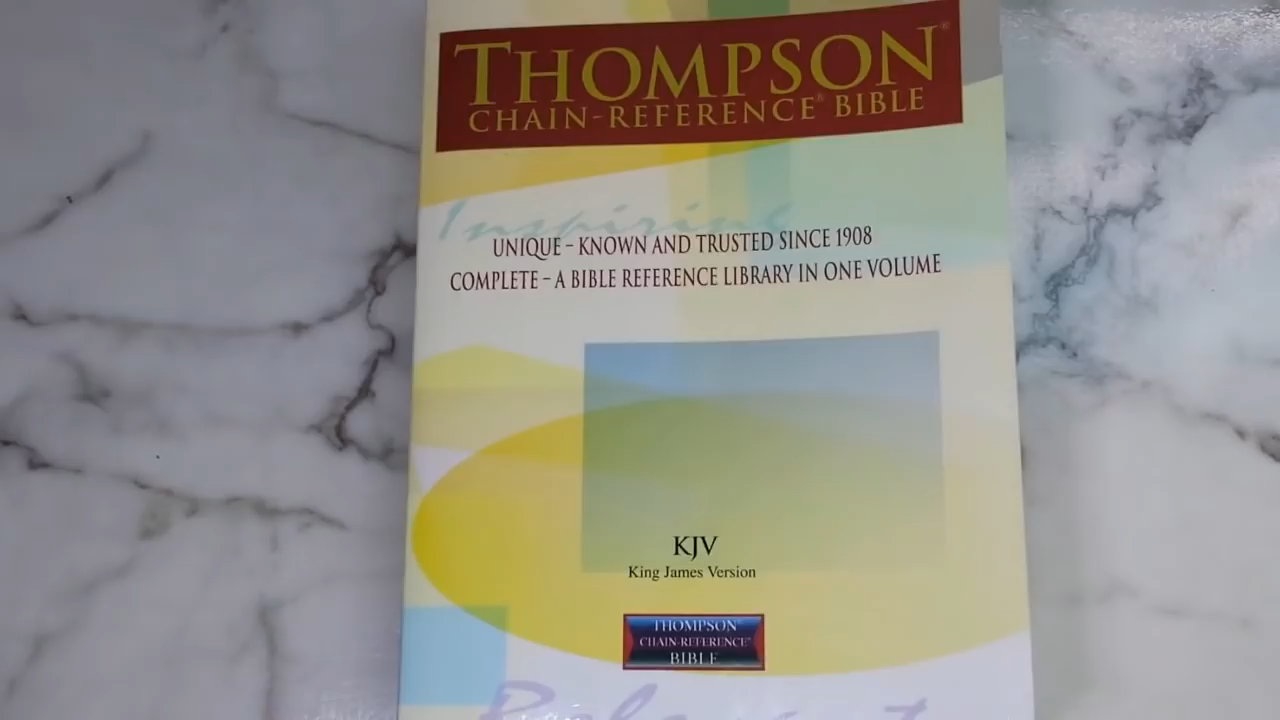 THOMPSON®
CHAIN-REFERENCE® BIBLE
Inspiring
UNIQUE – KNOWN AND TRUSTED SINCE 1908
COMPLETE – A BIBLE REFERENCE LIBRARY IN ONE VOLUME
KJV
King James Version
THOMPSON®
CHAIN-REFERENCE®
BIBLE